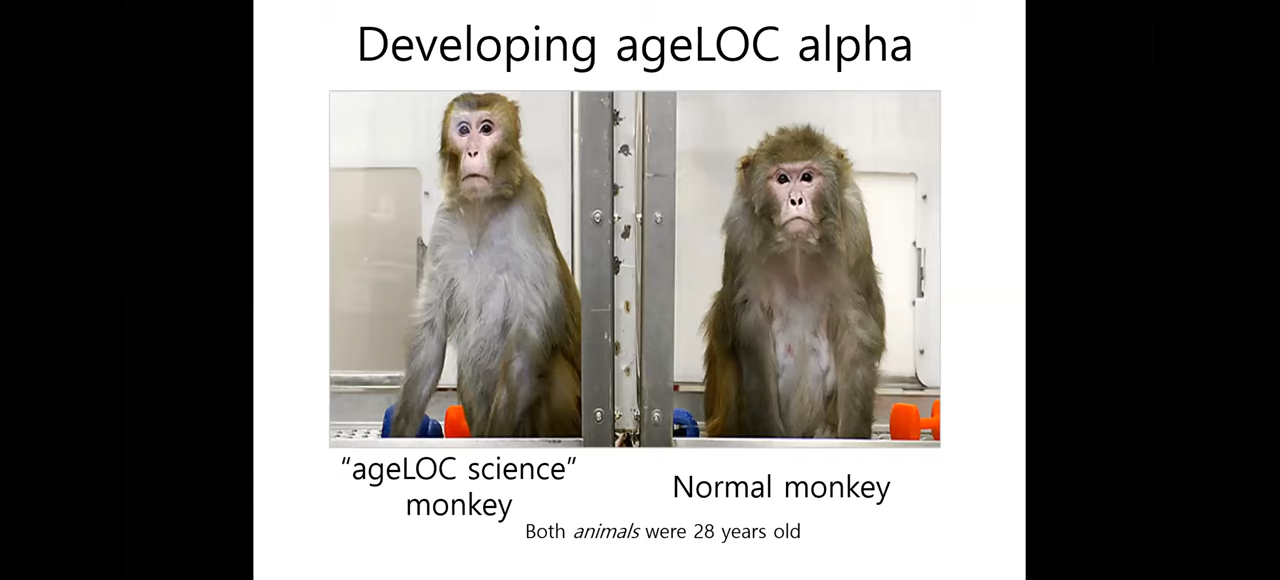 Developing ageLOC alpha
“ageLOC science”
monkey
Normal monkey
Both animals were 28 years old